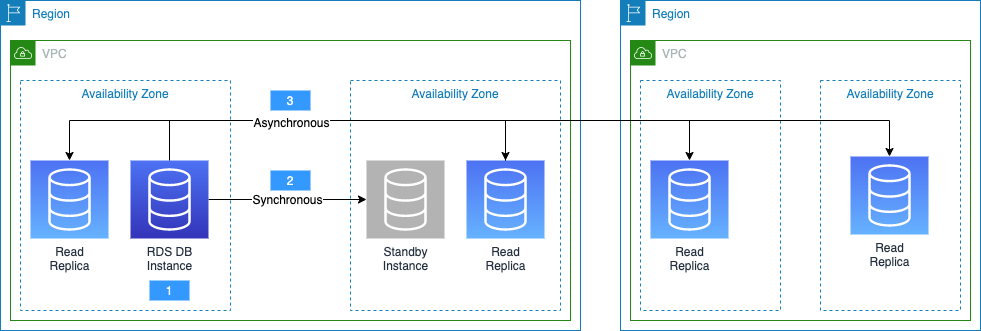 Region
Region
VPC
VPC
Availability Zone
Availability Zone
Availability Zone
Availability Zone
3
Asynchronous
2
Synchronous
Read
Replica
RDS DB
Instance
Standby
Instance
Read
Replica
Read
Replica
Read
Replica
1